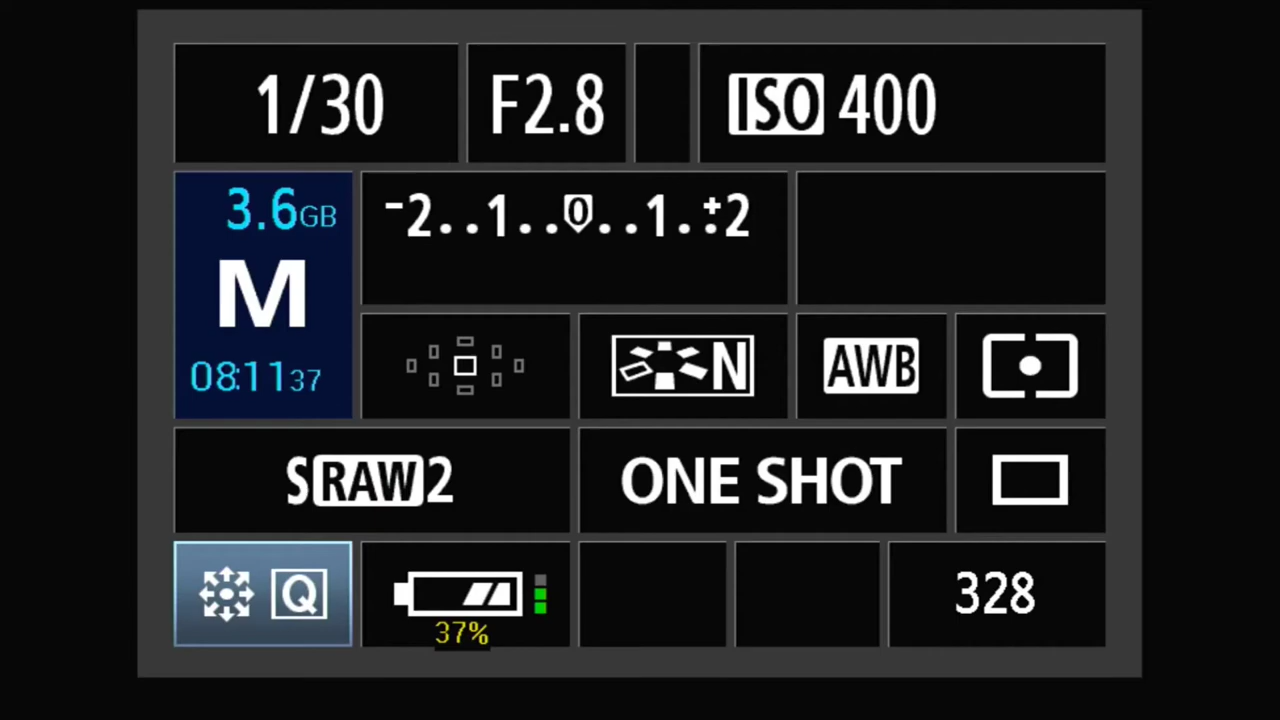 1/30 F2.8 ISO 400
3.6GB
-2..1..0..1.:+2
M
08:11 37
N AWB
SRAW2 ONE SHOT
Q 37% 328